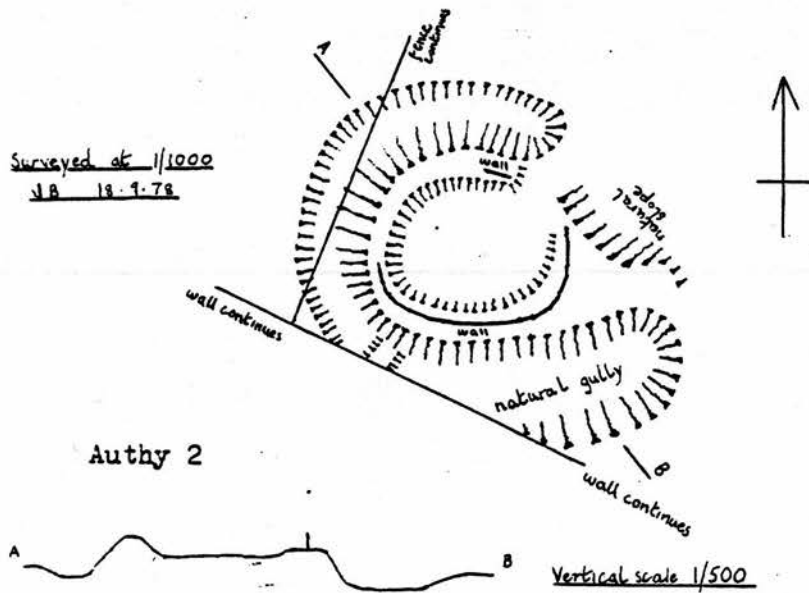 A
fence
continues
Surveyed at 1/1000
JB 18.9.78
wall
natural
slope
wall continues
wall
natural gully
B
wall continues
Authy 2
A
B
Vertical scale 1/500